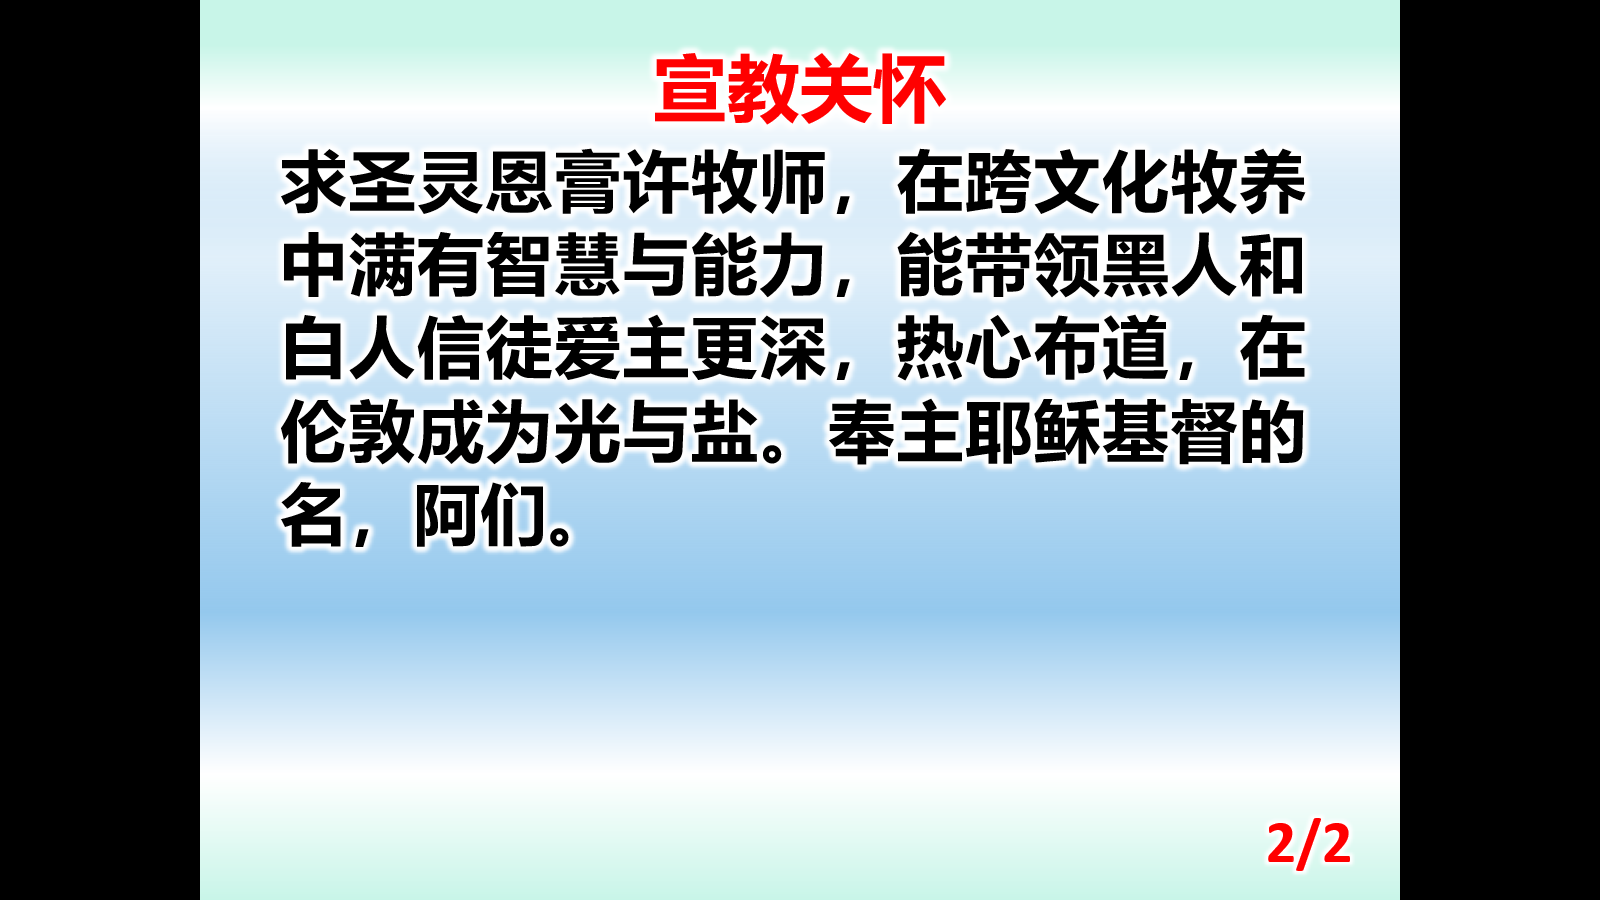 宣教关怀
求圣灵恩膏许牧师，在跨文化牧养
中满有智慧与能力，能带领黑人和
白人信徒爱主更深，热心布道，在
伦敦成为光与盐。奉主耶稣基督的
名，阿们。
2/2